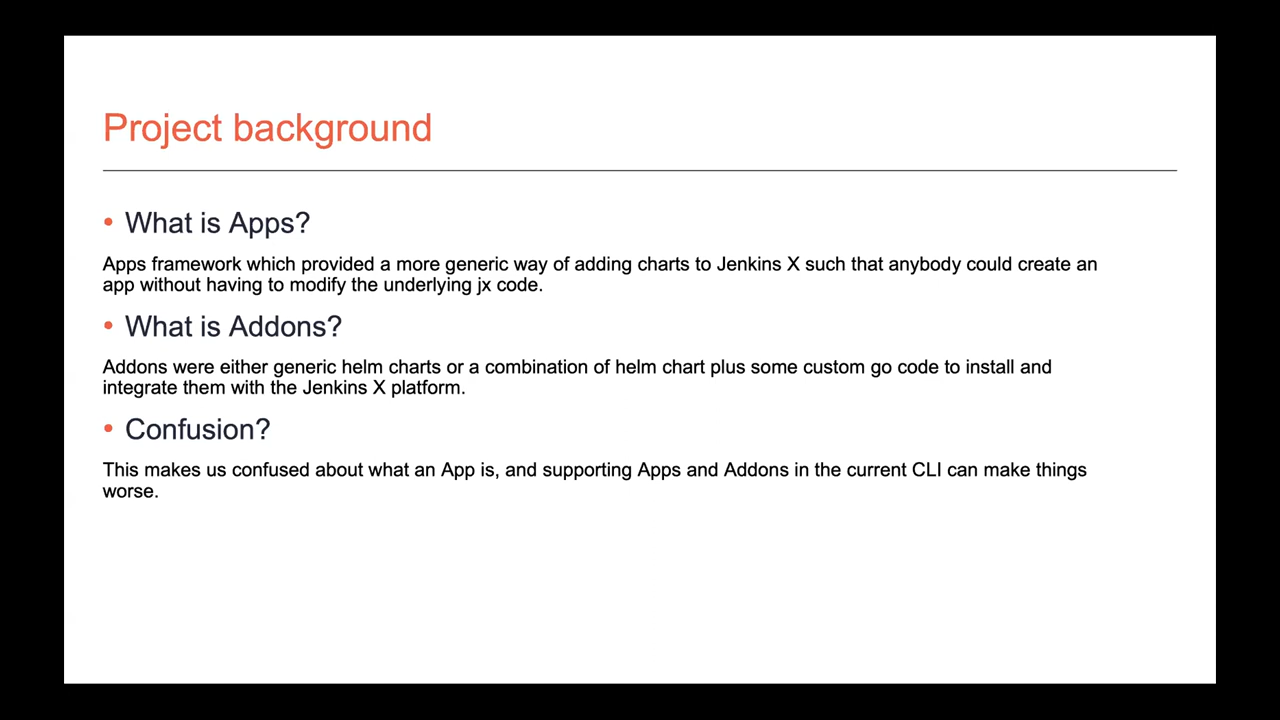 Project background
• What is Apps?
Apps framework which provided a more generic way of adding charts to Jenkins X such that anybody could create an
app without having to modify the underlying jx code.
• What is Addons?
Addons were either generic helm charts or a combination of helm chart plus some custom go code to install and
integrate them with the Jenkins X platform.
• Confusion?
This makes us confused about what an App is, and supporting Apps and Addons in the current CLI can make things
worse.